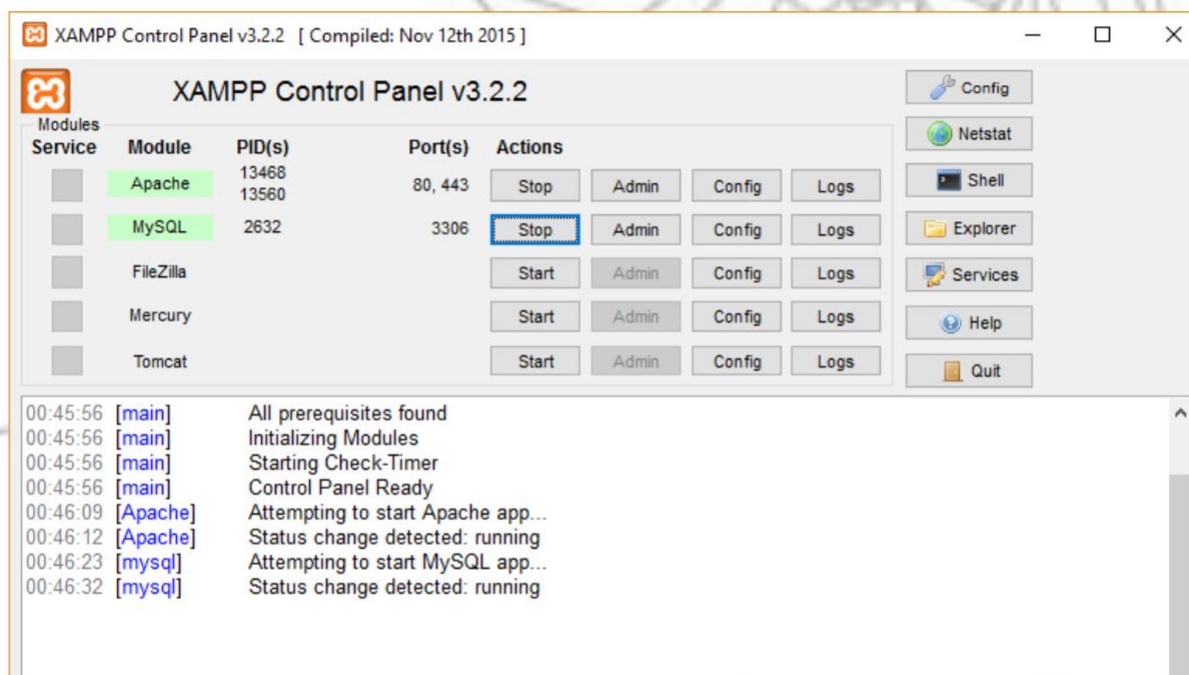 XAMPP Control Panel v3.2.2 [ Compiled: Nov 12th 2015 ]
XAMPP Control Panel v3.2.2
Config
Modules
Netstat
Service Module PID(s) Port(s) Actions
Apache 13468 13560 80, 443 Stop Admin Config Logs
Shell
MySQL 2632 3306 Stop Admin Config Logs
Explorer
FileZilla Start Admin Config Logs
Services
Mercury Start Admin Config Logs
Help
Tomcat Start Admin Config Logs
Quit
00:45:56 [main] All prerequisites found
00:45:56 [main] Initializing Modules
00:45:56 [main] Starting Check-Timer
00:45:56 [main] Control Panel Ready
00:46:09 [Apache] Attempting to start Apache app...
00:46:12 [Apache] Status change detected: running
00:46:23 [mysql] Attempting to start MySQL app...
00:46:32 [mysql] Status change detected: running